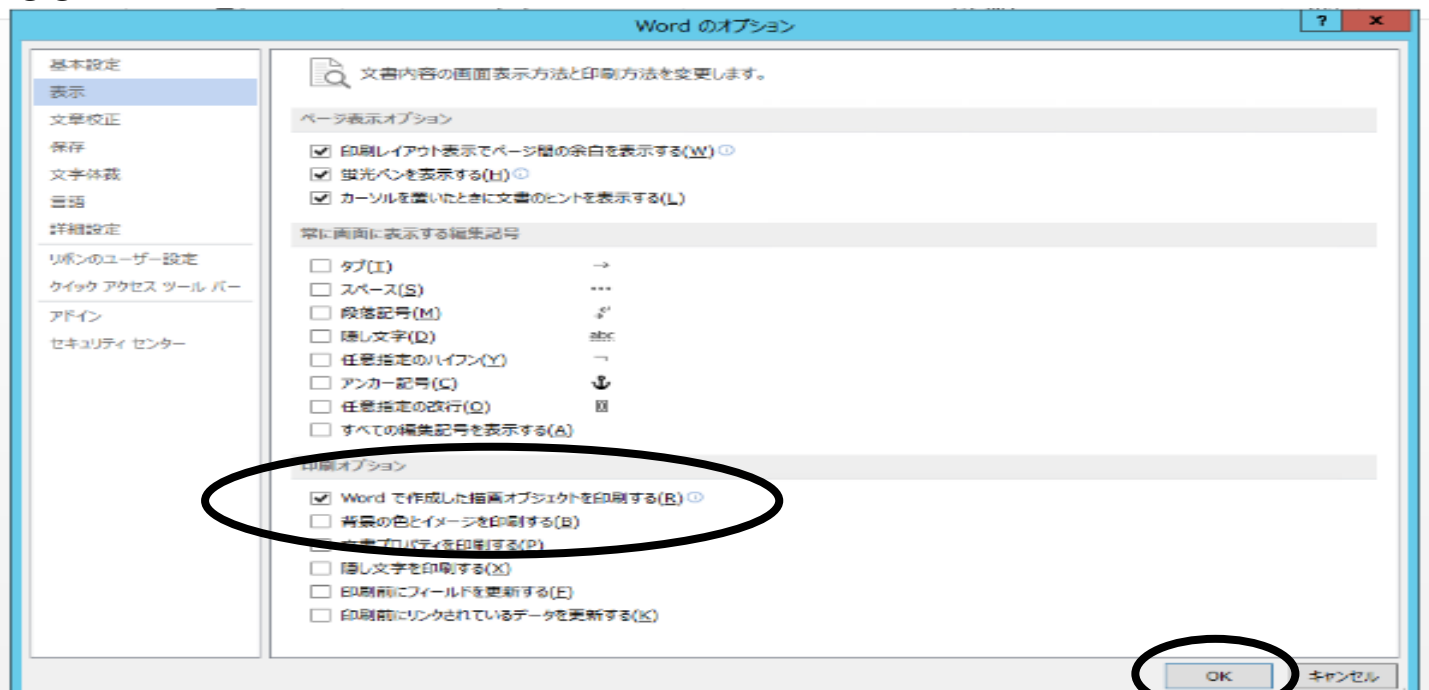 Word のオプション
? x
基本設定
表示
文章校正
保存
文字体裁
言語
詳細設定
リボンのユーザー設定
クイック アクセス ツール バー
アドイン
セキュリティ センター
文書内容の画面表示方法と印刷方法を変更します。
ページ表示オプション
印刷レイアウト表示でページ間の余白を表示する(W)
蛍光ペンを表示する(H)
カーソルを置いたときに文書のヒントを表示する(L)
常に画面に表示する編集記号
タブ(T) →
スペース(S) ...
段落記号(M)
隠し文字(D) abc
任意指定のハイフン(Y) ¬
アンカー記号(C)
任意指定の改行(O)
すべての編集記号を表示する(A)
印刷オプション
Word で作成した描画オブジェクトを印刷する(R)
背景の色とイメージを印刷する(B)
文書プロパティを印刷する(P)
隠し文字を印刷する(X)
印刷前にフィールドを更新する(F)
印刷前にリンクされているデータを更新する(K)
OK キャンセル